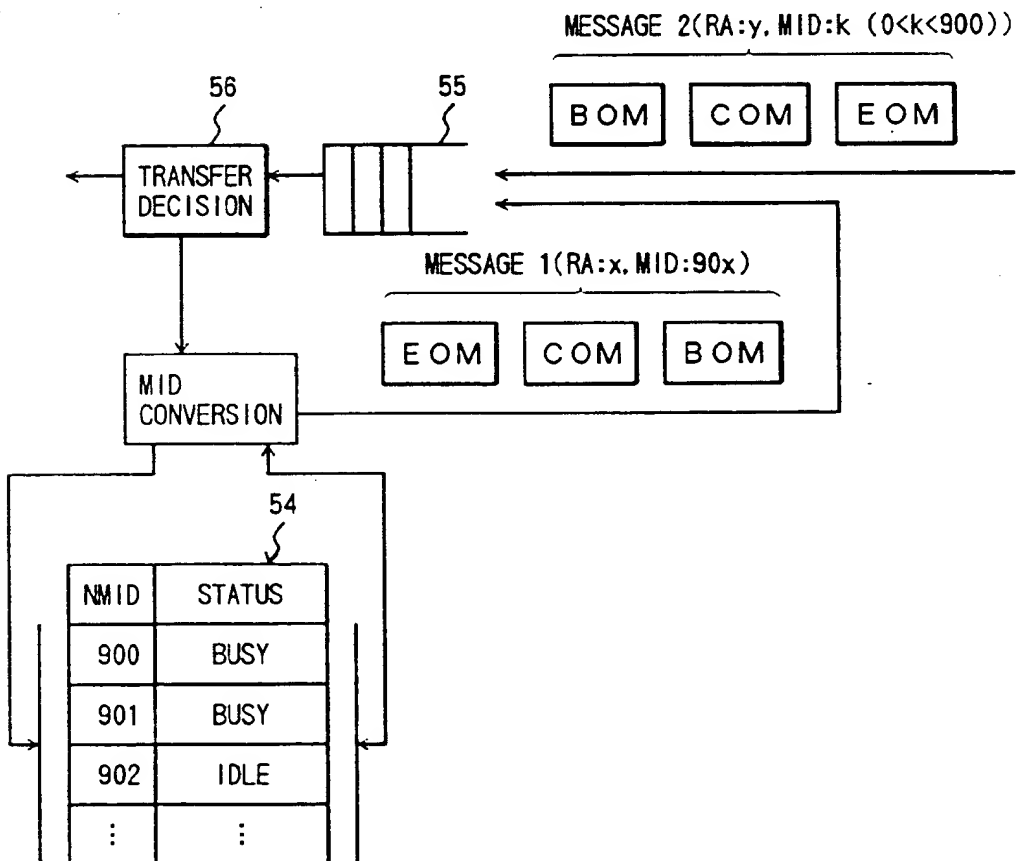 MESSAGE 2(RA:y, MID:k (0<k<900))
BOM COM EOM
56
55
TRANSFER
DECISION
MESSAGE 1(RA:x, MID:90x)
EOM COM BOM
MID
CONVERSION
54
NMID STATUS
900 BUSY
901 BUSY
902 IDLE
⋮ ⋮